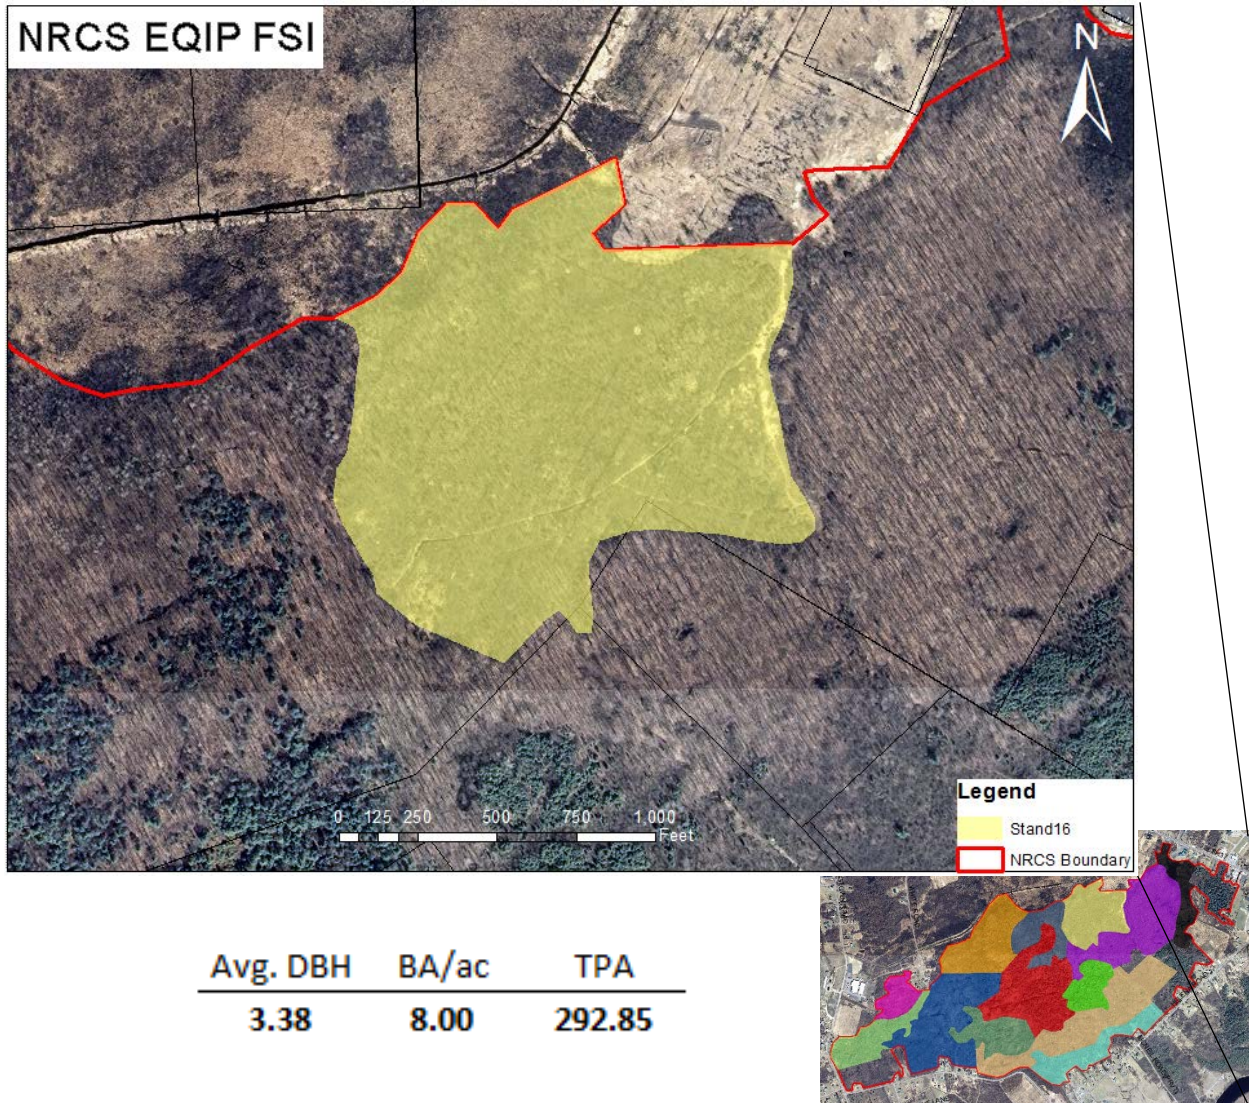 NRCS EQIP FSI
N
0 125 250 500 750 1,000
Feet
Legend
Stand16
NRCS Boundary
Avg. DBH BA/ac TPA
3.38 8.00 292.85